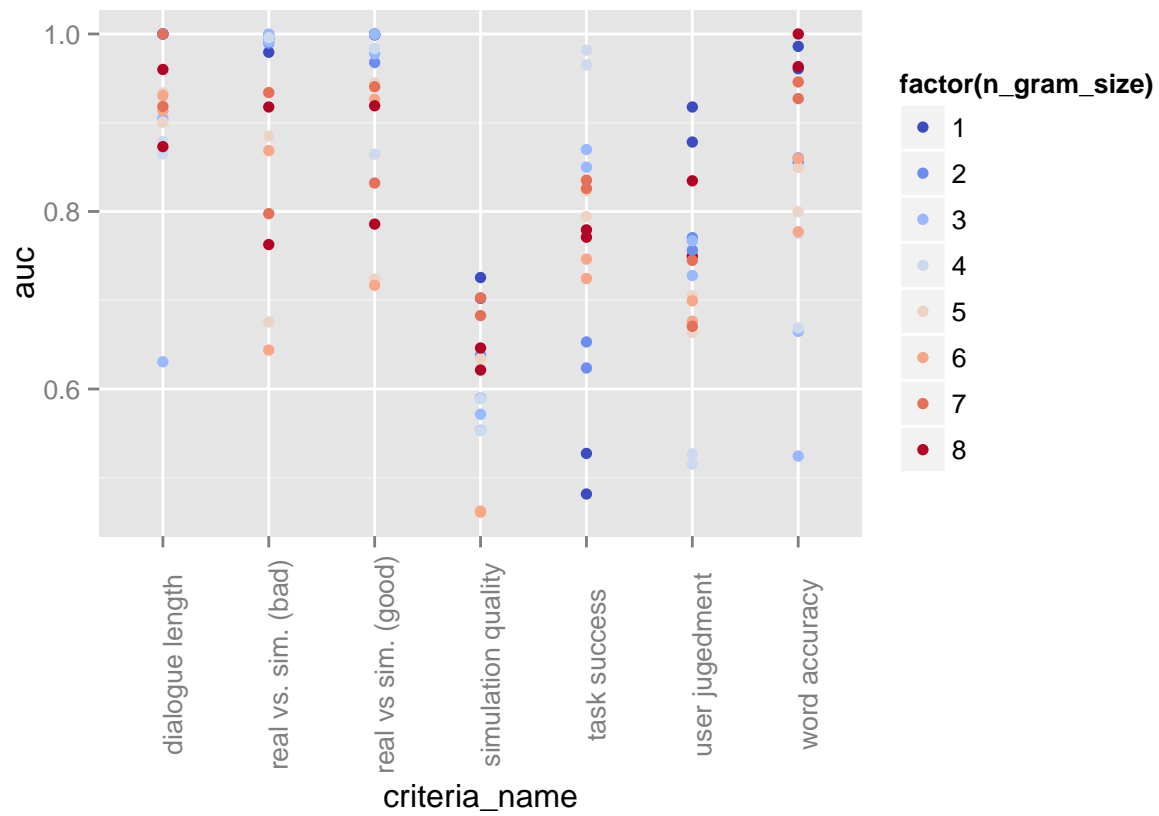 1.0
0.8
0.6
auc
dialogue length
real vs. sim. (bad)
real vs sim. (good)
simulation quality
task success
user jugedment
word accuracy
criteria_name
factor(n_gram_size)
1
2
3
4
5
6
7
8